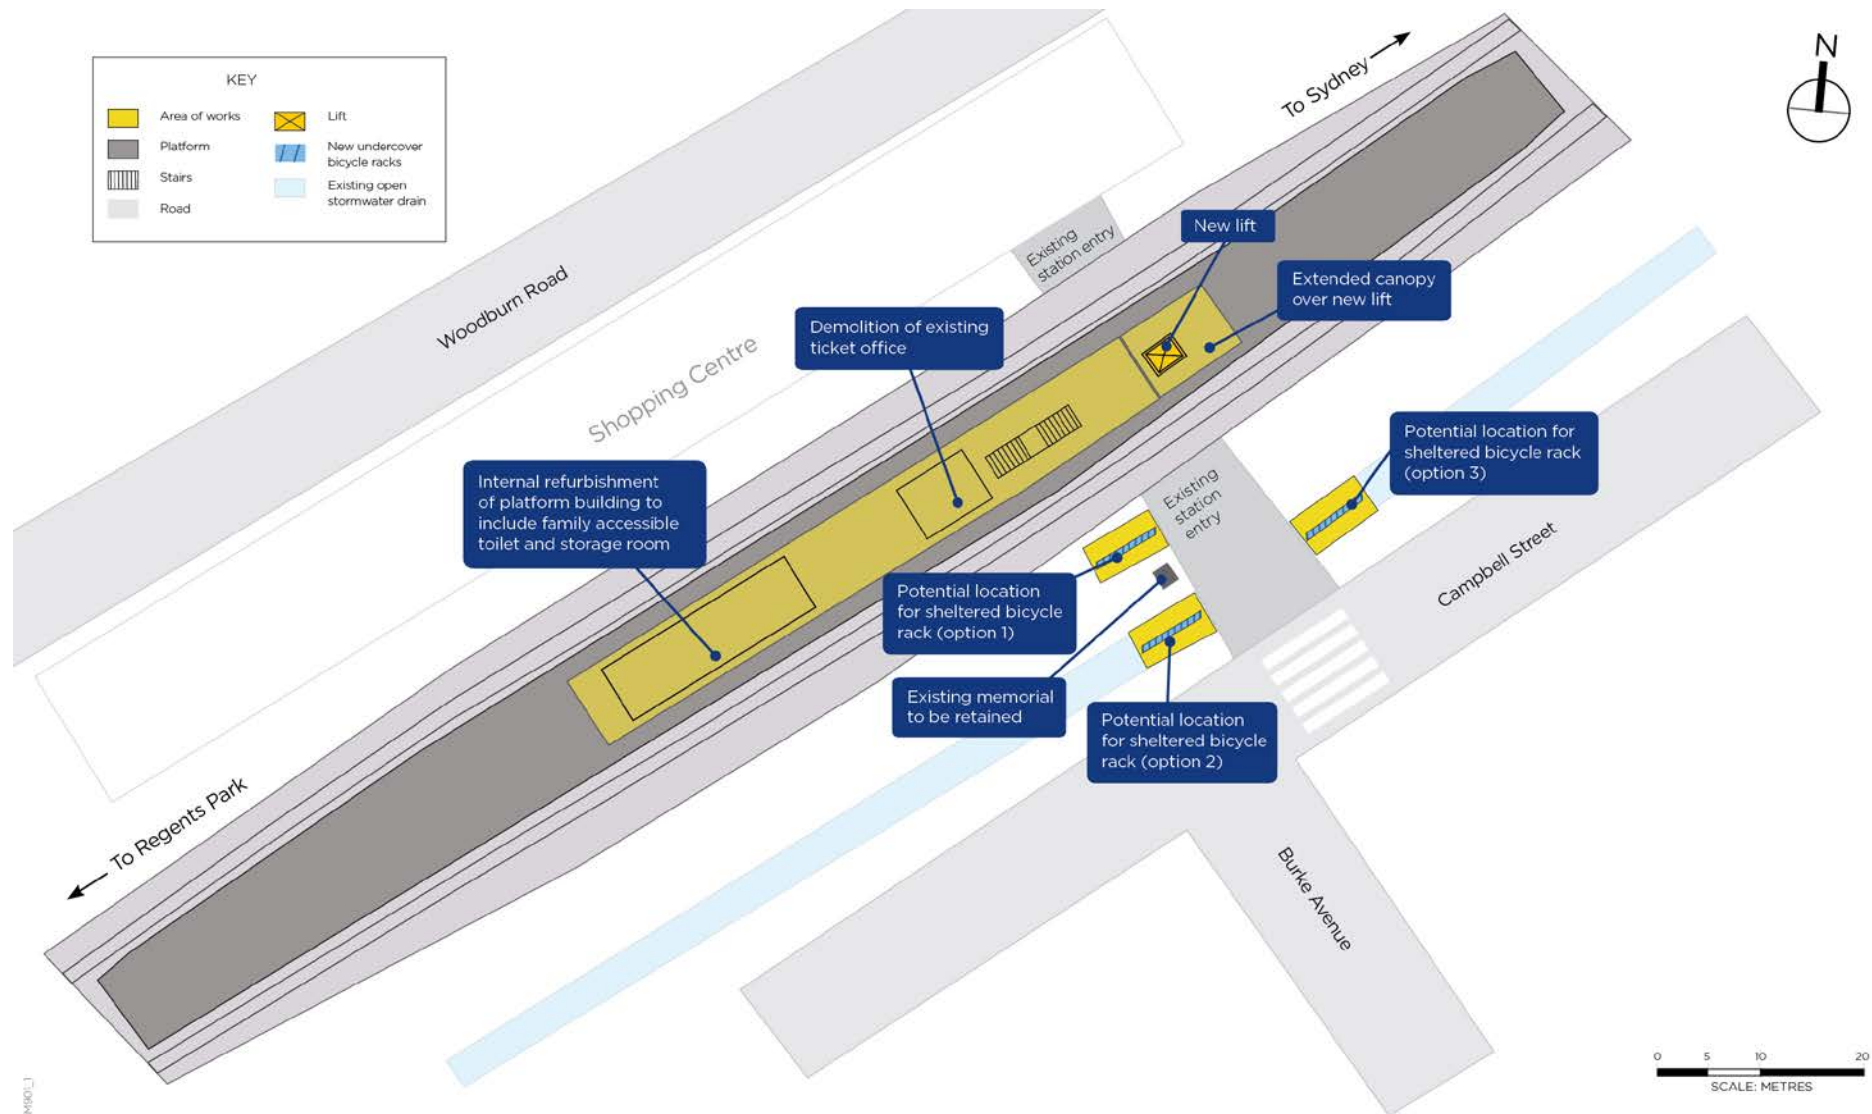 KEY
Area of works
Platform
Stairs
Road
Lift
New undercover
bicycle racks
Existing open
stormwater drain
N
To Sydney
Woodburn Road
Shopping Centre
Existing
station entry
New lift
Extended canopy
over new lift
Demolition of existing
ticket office
Internal refurbishment
of platform building to
include family accessible
toilet and storage room
Potential location for
sheltered bicycle rack
(option 3)
Existing
station
entry
Potential location
for sheltered bicycle
rack (option 1)
Existing memorial
to be retained
Potential location
for sheltered bicycle
rack (option 2)
Campbell Street
Burke Avenue
To Regents Park
0 5 10 20
SCALE: METRES